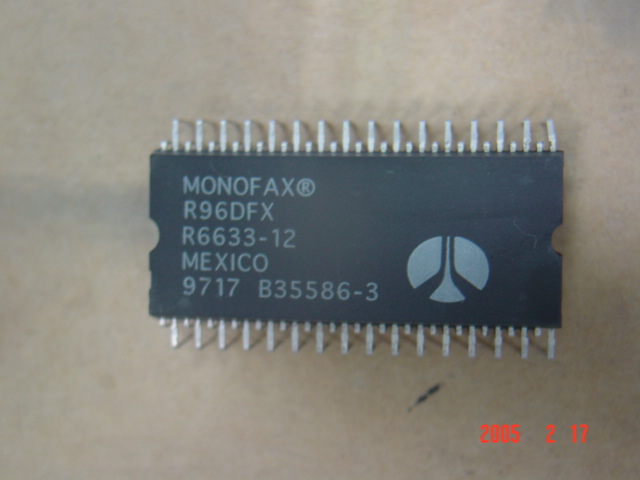 MONOFAX®
R96DFX
R6633-12
MEXICO
9717 B35586-3
2005 2 17